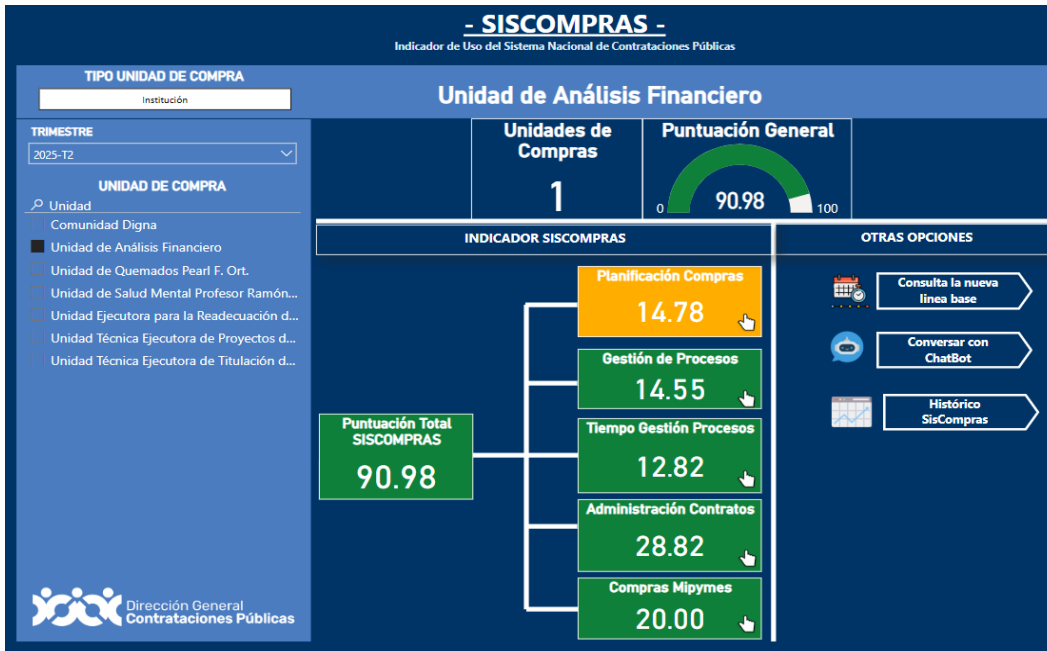 - SISCOMPRAS -
Indicador de Uso del Sistema Nacional de Contrataciones Públicas
TIPO UNIDAD DE COMPRA
Institución
Unidad de Análisis Financiero
TRIMESTRE
2025-T2
UNIDAD DE COMPRA
Unidad
Comunidad Digna
Unidad de Análisis Financiero
Unidad de Quemados Pearl F. Ort.
Unidad de Salud Mental Profesor Ramón...
Unidad Ejecutora para la Readecuación d...
Unidad Técnica Ejecutora de Proyectos d...
Unidad Técnica Ejecutora de Titulación d...
Unidades de
Compras
1
Puntuación General
90.98
0
100
INDICADOR SISCOMPRAS
Puntuación Total
SISCOMPRAS
90.98
Planificación Compras
14.78
Gestión de Procesos
14.55
Tiempo Gestión Procesos
12.82
Administración Contratos
28.82
Compras Mipymes
20.00
OTRAS OPCIONES
Consulta la nueva
linea base
Conversar con
ChatBot
Histórico
SisCompras
Dirección General
Contrataciones Públicas